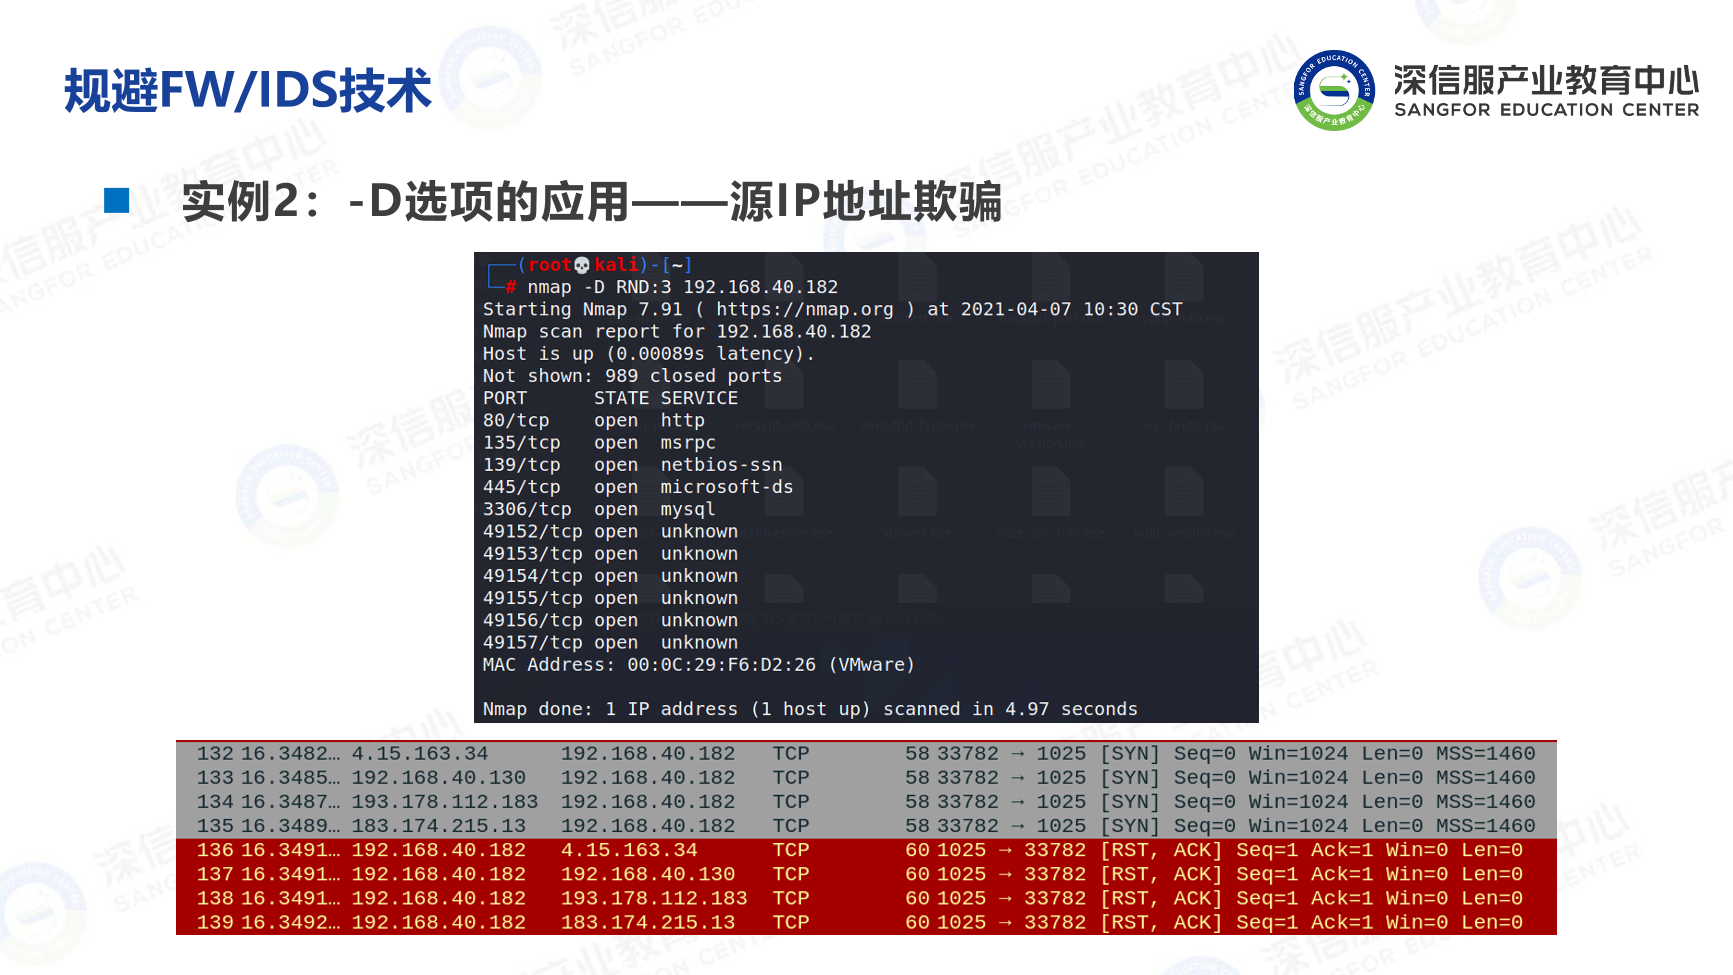 规避FW/IDS技术
深信服产业教育中心
SANGFOR EDUCATION CENTER
实例2：-D选项的应用——源IP地址欺骗
┌──(root💀kali)-[~]
└─# nmap -D RND:3 192.168.40.182
Starting Nmap 7.91 ( https://nmap.org ) at 2021-04-07 10:30 CST
Nmap scan report for 192.168.40.182
Host is up (0.00089s latency).
Not shown: 989 closed ports
PORT      STATE SERVICE
80/tcp    open  http
135/tcp   open  msrpc
139/tcp   open  netbios-ssn
445/tcp   open  microsoft-ds
3306/tcp  open  mysql
49152/tcp open  unknown
49153/tcp open  unknown
49154/tcp open  unknown
49155/tcp open  unknown
49156/tcp open  unknown
49157/tcp open  unknown
MAC Address: 00:0C:29:F6:D2:26 (VMware)
Nmap done: 1 IP address (1 host up) scanned in 4.97 seconds
132 16.3482… 4.15.163.34 192.168.40.182 TCP 58 33782 → 1025 [SYN] Seq=0 Win=1024 Len=0 MSS=1460
133 16.3485… 192.168.40.130 192.168.40.182 TCP 58 33782 → 1025 [SYN] Seq=0 Win=1024 Len=0 MSS=1460
134 16.3487… 193.178.112.183 192.168.40.182 TCP 58 33782 → 1025 [SYN] Seq=0 Win=1024 Len=0 MSS=1460
135 16.3489… 183.174.215.13 192.168.40.182 TCP 58 33782 → 1025 [SYN] Seq=0 Win=1024 Len=0 MSS=1460
136 16.3491… 192.168.40.182 4.15.163.34 TCP 60 1025 → 33782 [RST, ACK] Seq=1 Ack=1 Win=0 Len=0
137 16.3491… 192.168.40.182 192.168.40.130 TCP 60 1025 → 33782 [RST, ACK] Seq=1 Ack=1 Win=0 Len=0
138 16.3491… 192.168.40.182 193.178.112.183 TCP 60 1025 → 33782 [RST, ACK] Seq=1 Ack=1 Win=0 Len=0
139 16.3492… 192.168.40.182 183.174.215.13 TCP 60 1025 → 33782 [RST, ACK] Seq=1 Ack=1 Win=0 Len=0